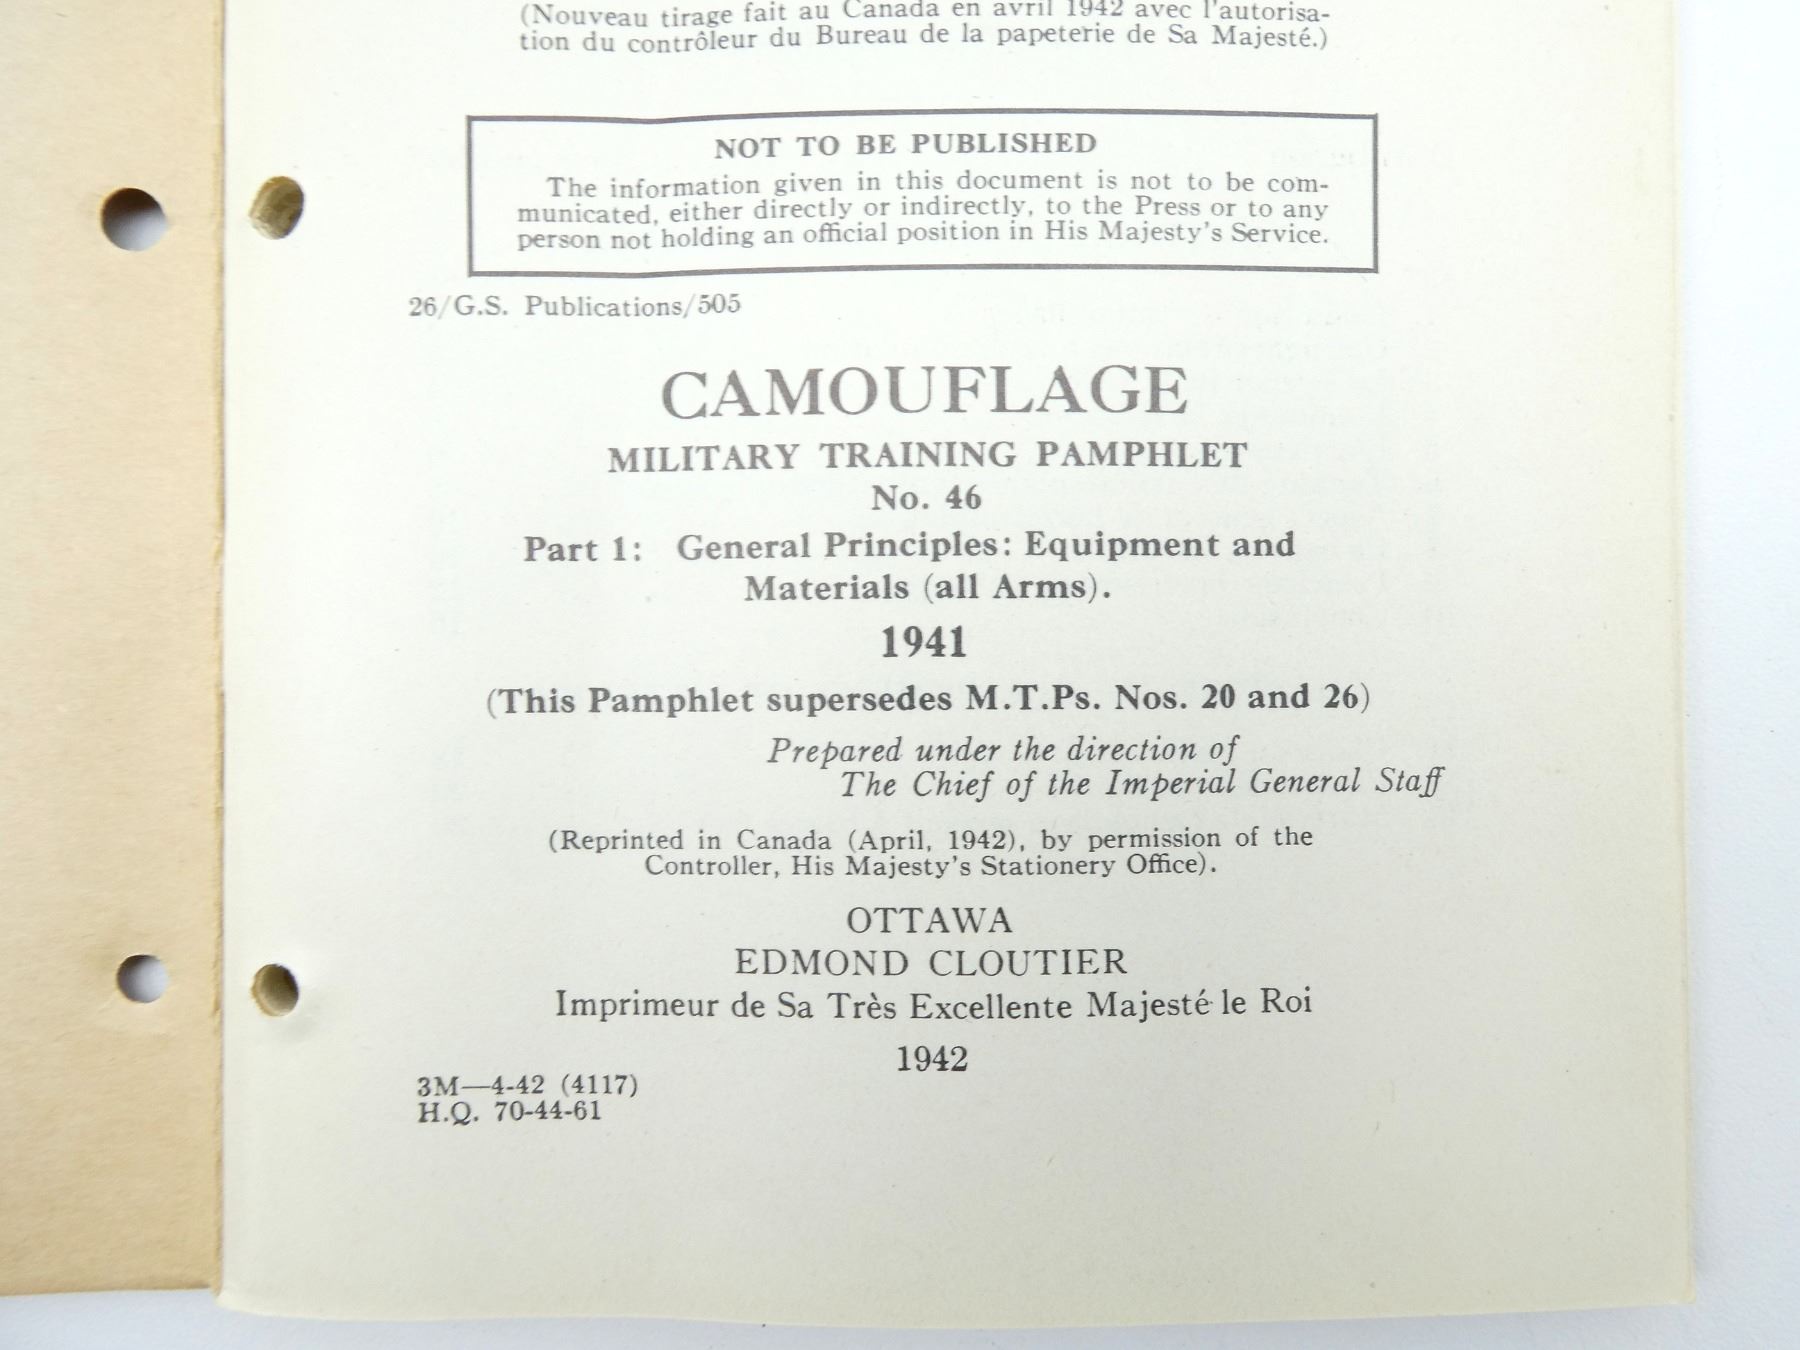 (Nouveau tirage fait au Canada en avril 1942 avec l'autorisa-
tion du contrôleur du Bureau de la papeterie de Sa Majesté.)
NOT TO BE PUBLISHED
The information given in this document is not to be com-
municated, either directly or indirectly, to the Press or to any
person not holding an official position in His Majesty's Service.
26/G.S. Publications/505
CAMOUFLAGE
MILITARY TRAINING PAMPHLET
No. 46
Part 1: General Principles: Equipment and
Materials (all Arms).
1941
(This Pamphlet supersedes M.T.Ps. Nos. 20 and 26)
Prepared under the direction of
The Chief of the Imperial General Staff
(Reprinted in Canada (April, 1942), by permission of the
Controller, His Majesty's Stationery Office).
OTTAWA
EDMOND CLOUTIER
Imprimeur de Sa Très Excellente Majesté le Roi
1942
3M—4-42 (4117)
H.Q. 70-44-61